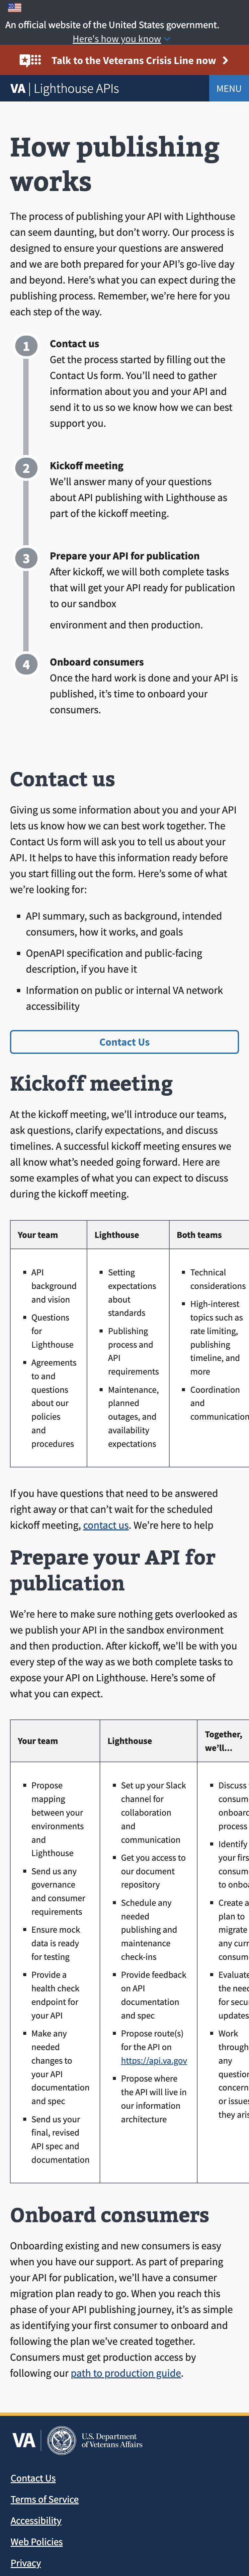 An official website of the United States government.
Here's how you know
Talk to the Veterans Crisis Line now
VA | Lighthouse APIs
MENU
How publishing
works
The process of publishing your API with Lighthouse
can seem daunting, but don’t worry. Our process is
designed to ensure your questions are answered
and we are both prepared for your API’s go-live day
and beyond. Here’s what you can expect during the
publishing process. Remember, we’re here for you
each step of the way.
1
Contact us
Get the process started by filling out the
Contact Us form. You’ll need to gather
information about you and your API and
send it to us so we know how we can best
support you.
2
Kickoff meeting
We’ll answer many of your questions
about API publishing with Lighthouse as
part of the kickoff meeting.
3
Prepare your API for publication
After kickoff, we will both complete tasks
that will get your API ready for publication
to our sandbox
environment and then production.
4
Onboard consumers
Once the hard work is done and your API is
published, it’s time to onboard your
consumers.
Contact us
Giving us some information about you and your API
lets us know how we can best work together. The
Contact Us form will ask you to tell us about your
API. It helps to have this information ready before
you start filling out the form. Here’s some of what
we’re looking for:
API summary, such as background, intended
consumers, how it works, and goals
OpenAPI specification and public-facing
description, if you have it
Information on public or internal VA network
accessibility
Contact Us
Kickoff meeting
At the kickoff meeting, we’ll introduce our teams,
ask questions, clarify expectations, and discuss
timelines. A successful kickoff meeting ensures we
all know what’s needed going forward. Here are
some examples of what you can expect to discuss
during the kickoff meeting.
Your team
API
background
and vision
Questions
for
Lighthouse
Agreements
to and
questions
about our
policies
and
procedures
Lighthouse
Setting
expectations
about
standards
Publishing
process and
API
requirements
Maintenance,
planned
outages, and
availability
expectations
Both teams
Technical
considerations
High-interest
topics such as
rate limiting,
publishing
timeline, and
more
Coordination
and
communication
If you have questions that need to be answered
right away or that can’t wait for the scheduled
kickoff meeting, contact us. We’re here to help
Prepare your API for
publication
We’re here to make sure nothing gets overlooked as
we publish your API in the sandbox environment
and then production. After kickoff, we’ll be with you
every step of the way as we both complete tasks to
expose your API on Lighthouse. Here’s some of
what you can expect.
Your team
Propose
mapping
between your
environments
and
Lighthouse
Send us any
governance
and consumer
requirements
Ensure mock
data is ready
for testing
Provide a
health check
endpoint for
your API
Make any
needed
changes to
your API
documentation
and spec
Send us your
final, revised
API spec and
documentation
Lighthouse
Set up your Slack
channel for
collaboration
and
communication
Get you access to
our document
repository
Schedule any
needed
publishing and
maintenance
check-ins
Provide feedback
on API
documentation
and spec
Propose route(s)
for the API on
https://api.va.gov
Propose where
the API will live in
our information
architecture
Together,
we’ll...
Discuss
consum
onboard
process
Identify
your firs
consum
to onboa
Create a
plan to
migrate
any curr
consum
Evaluate
the need
for secu
updates
Work
through
any
question
concern
or issues
they aris
Onboard consumers
Onboarding existing and new consumers is easy
when you have our support. As part of preparing
your API for publication, we’ll have a consumer
migration plan ready to go. When you reach this
phase of your API publishing journey, it’s as simple
as identifying your first consumer to onboard and
following the plan we’ve created together.
Consumers must get production access by
following our path to production guide.
VA | U.S. Department
of Veterans Affairs
Contact Us
Terms of Service
Accessibility
Web Policies
Privacy